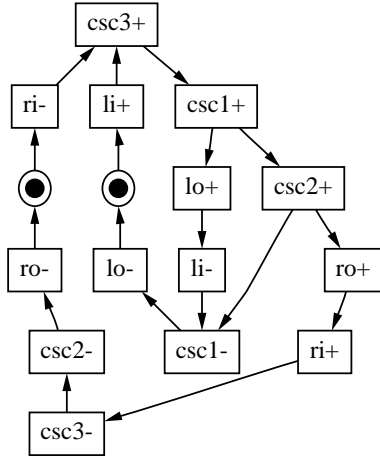 csc3+
ri-
li+
csc1+
lo+
csc2+
ro-
lo-
li-
ro+
csc2-
csc1-
ri+
csc3-